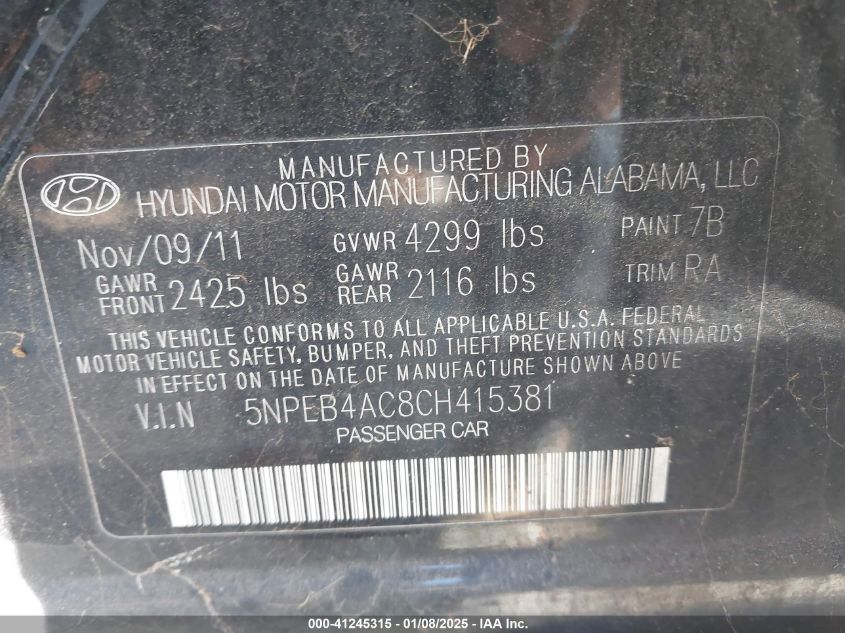 MANUFACTURED BY
HYUNDAI MOTOR MANUFACTURING ALABAMA, LLC
Nov/09/11 GVWR 4299 lbs PAINT 7B
GAWR FRONT 2425 lbs GAWR REAR 2116 lbs TRIM RA
THIS VEHICLE CONFORMS TO ALL APPLICABLE U.S.A. FEDERAL
MOTOR VEHICLE SAFETY, BUMPER, AND THEFT PREVENTION STANDARDS
IN EFFECT ON THE DATE OF MANUFACTURE SHOWN ABOVE
V.I.N 5NPEB4AC8CH415381
PASSENGER CAR
000-41245315 - 01/08/2025 - IAA Inc.